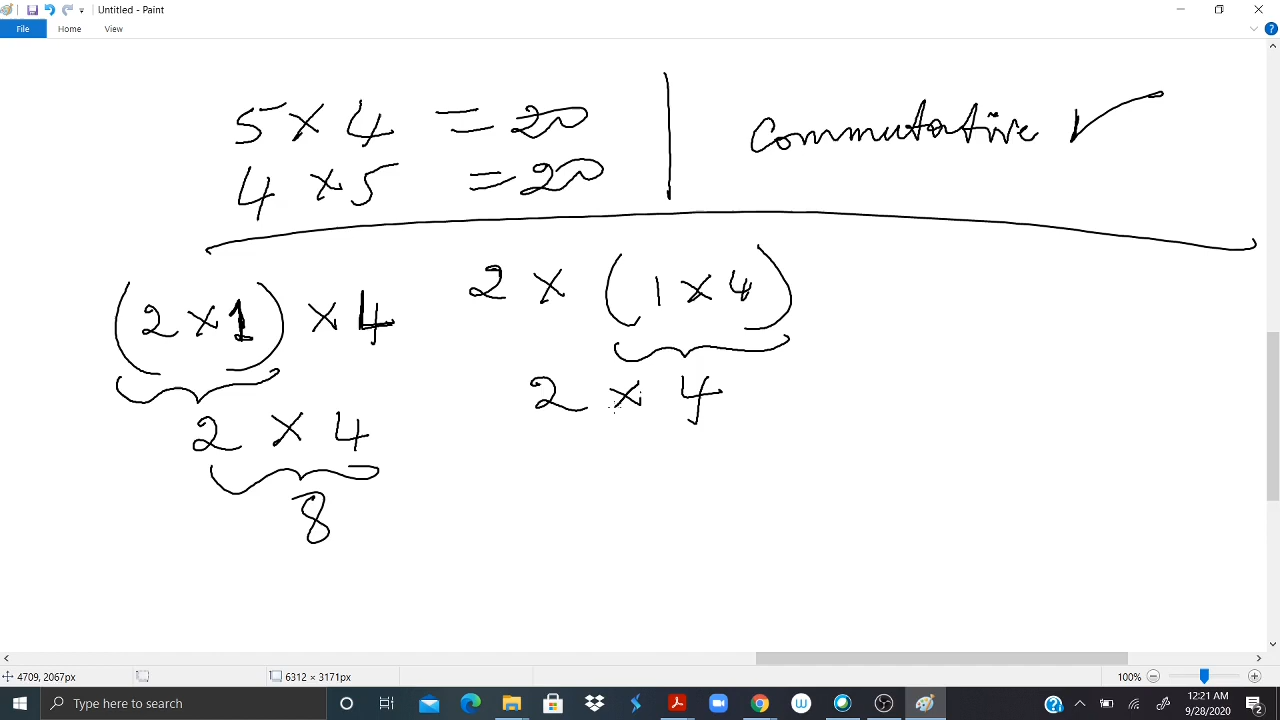 Untitled - Paint
File Home View
5 × 4 = 20
4 × 5 = 20
commutative ✓
(2 × 1) × 4
2 × 4
8
2 × (1 × 4)
2 × 4
4709, 2067px
6312 × 3171px
100%
Type here to search
12:21 AM
9/28/2020
2